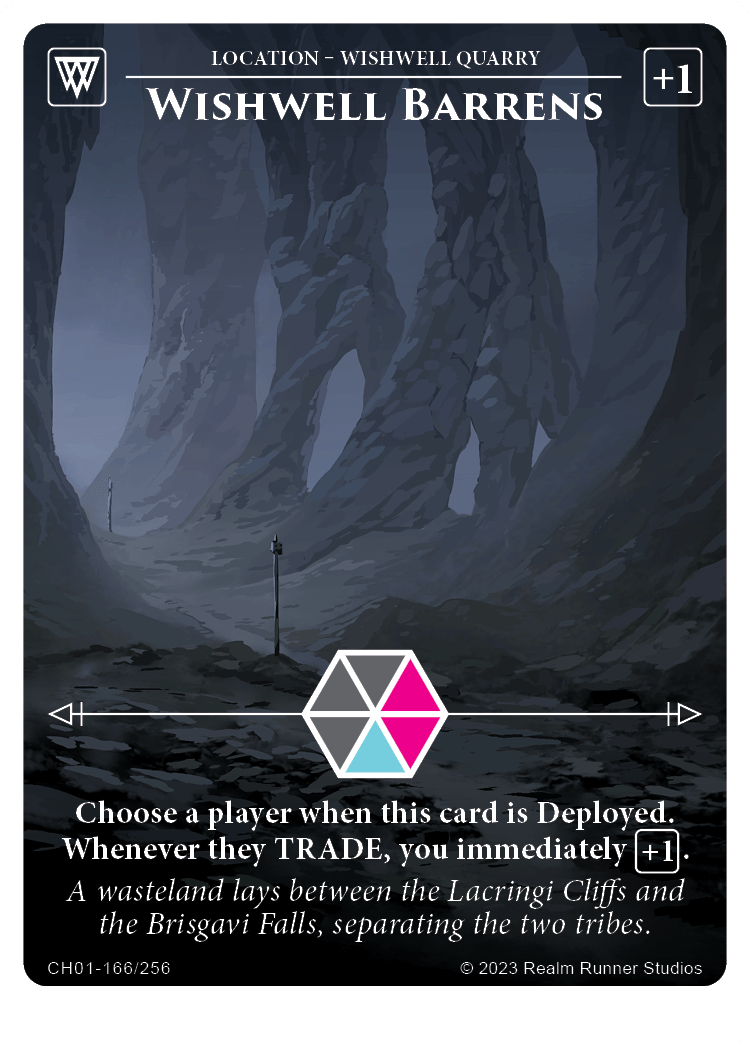 LOCATION – WISHWELL QUARRY
+1
WISHWELL BARRENS
Choose a player when this card is Deployed.
Whenever they TRADE, you immediately +1.
A wasteland lays between the Lacringi Cliffs and
the Brisgavi Falls, separating the two tribes.
CH01-166/256
© 2023 Realm Runner Studios